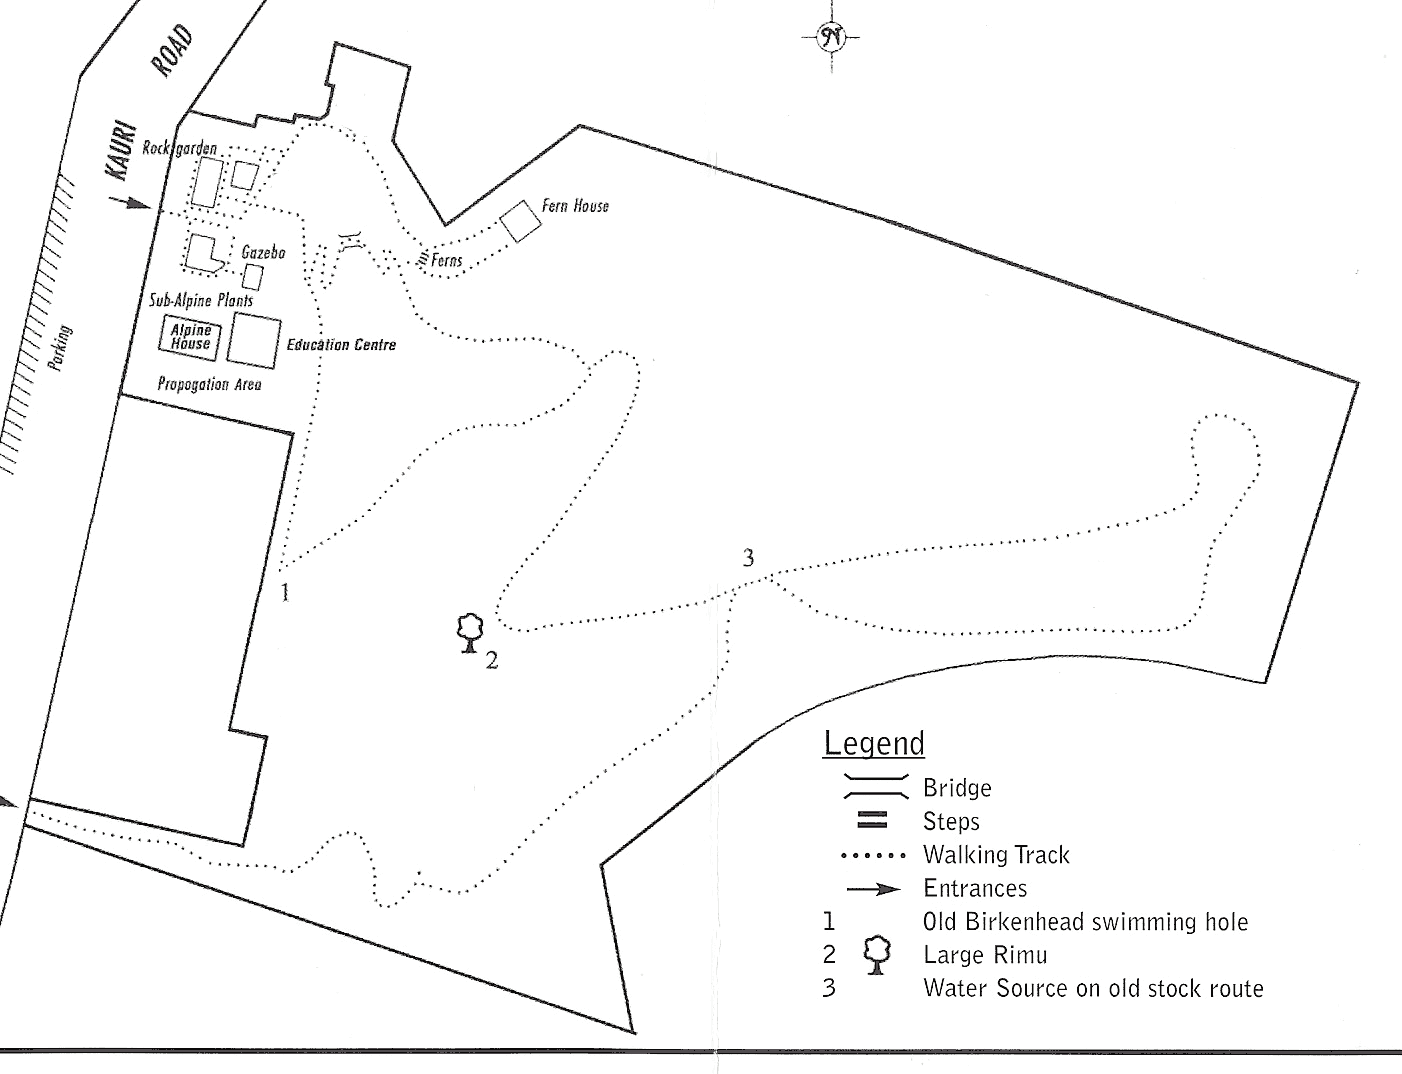 N
KAURI ROAD
Rock garden
Fern House
Ferns
Gazebo
Sub-Alpine Plants
Alpine
House
Education Centre
Parking
Propogation Area
1
3
2
Legend
Bridge
Steps
Walking Track
Entrances
1 Old Birkenhead swimming hole
2 Large Rimu
3 Water Source on old stock route